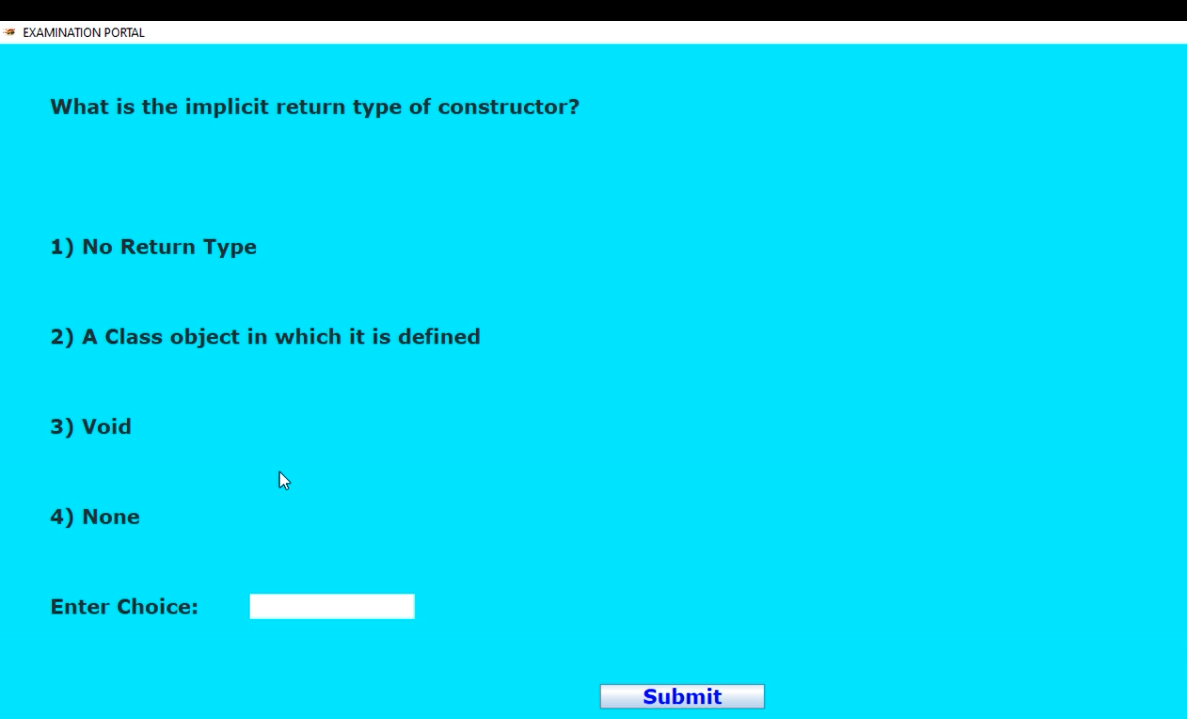 EXAMINATION PORTAL
What is the implicit return type of constructor?
1) No Return Type
2) A Class object in which it is defined
3) Void
4) None
Enter Choice:
Submit